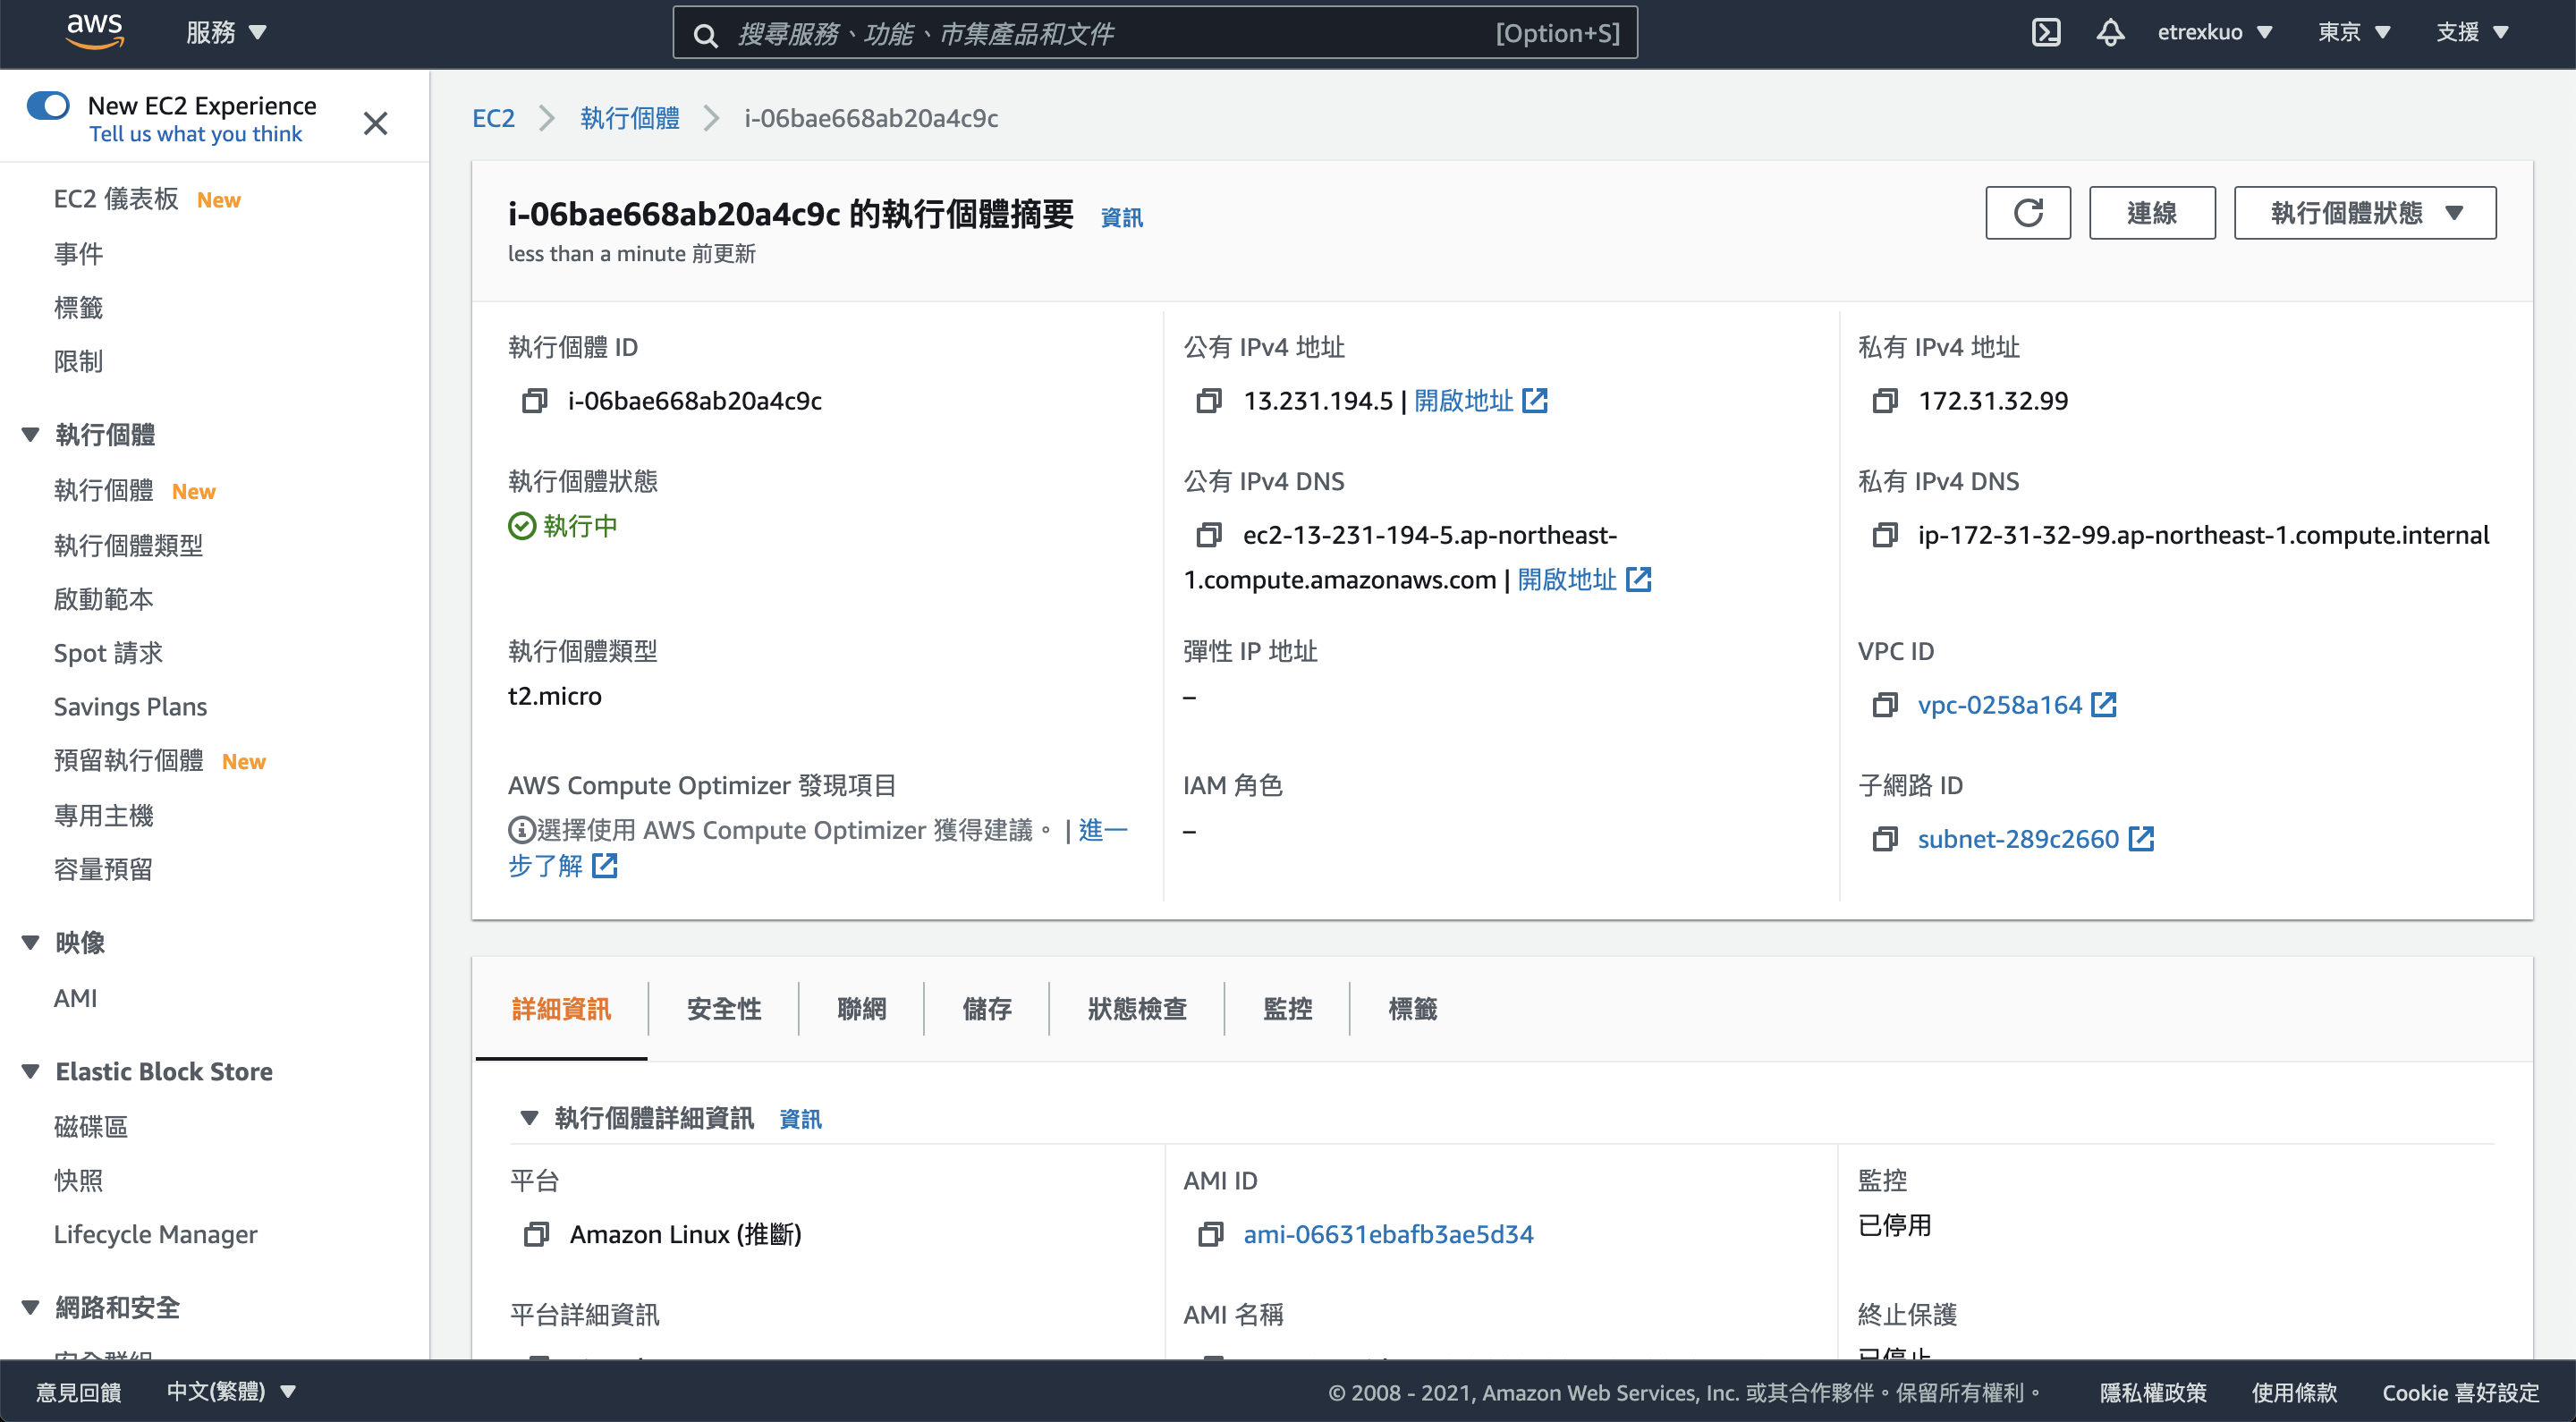 aws
服務
搜尋服務、功能、市集產品和文件 [Option+S]
etrexkuo
東京
支援
New EC2 Experience
Tell us what you think
EC2 儀表板 New
事件
標籤
限制
執行個體
執行個體 New
執行個體類型
啟動範本
Spot 請求
Savings Plans
預留執行個體 New
專用主機
容量預留
映像
AMI
Elastic Block Store
磁碟區
快照
Lifecycle Manager
網路和安全
安全群組
EC2
執行個體
i-06bae668ab20a4c9c
i-06bae668ab20a4c9c 的執行個體摘要 資訊
less than a minute 前更新
連線
執行個體狀態
執行個體 ID
i-06bae668ab20a4c9c
公有 IPv4 地址
13.231.194.5 | 開啟地址
私有 IPv4 地址
172.31.32.99
執行個體狀態
執行中
公有 IPv4 DNS
ec2-13-231-194-5.ap-northeast-
1.compute.amazonaws.com | 開啟地址
私有 IPv4 DNS
ip-172-31-32-99.ap-northeast-1.compute.internal
執行個體類型
t2.micro
彈性 IP 地址
–
VPC ID
vpc-0258a164
AWS Compute Optimizer 發現項目
選擇使用 AWS Compute Optimizer 獲得建議。 | 進一
步了解
IAM 角色
–
子網路 ID
subnet-289c2660
詳細資訊
安全性
聯網
儲存
狀態檢查
監控
標籤
執行個體詳細資訊 資訊
平台
Amazon Linux (推斷)
AMI ID
ami-06631ebafb3ae5d34
監控
已停用
平台詳細資訊
AMI 名稱
終止保護
已停止
意見回饋
中文(繁體)
© 2008 - 2021, Amazon Web Services, Inc. 或其合作夥伴。保留所有權利。
隱私權政策
使用條款
Cookie 喜好設定